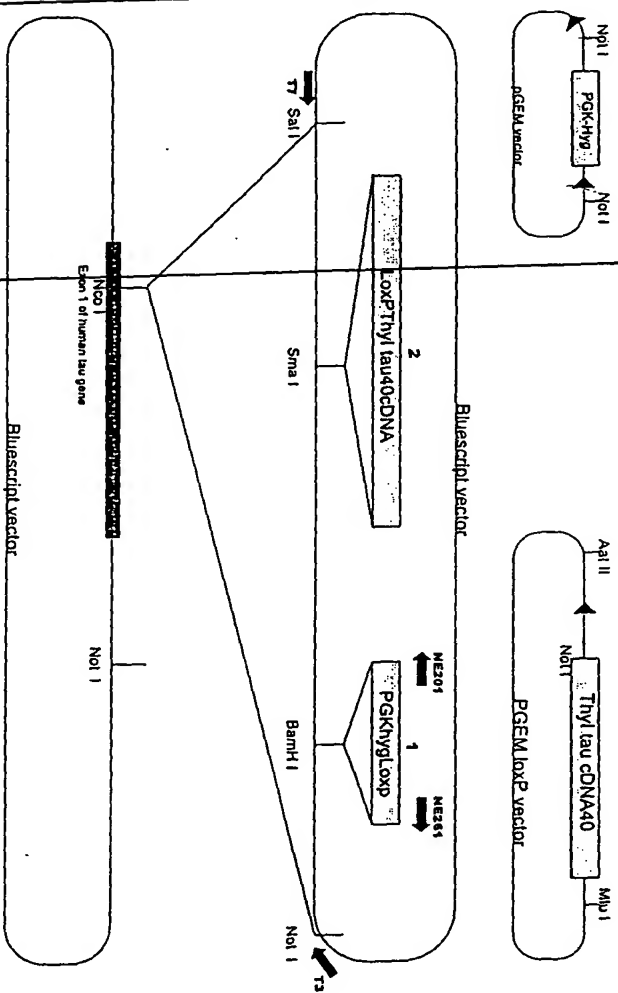 Not I
PGK-Hyg
Not I
pGEM vector
Aat II
Not I
Thyl tau cDNA40
Mlu I
PGEM loxP vector
Bluescript vector
2
LoxPThyl tau40cDNA
NE201
1
NE261
PGKhygLoxp
T7
Sal I
Sma I
BamH I
Not I
T3
Nco I
Exon 1 of human tau gene
Not I
Bluescript vector